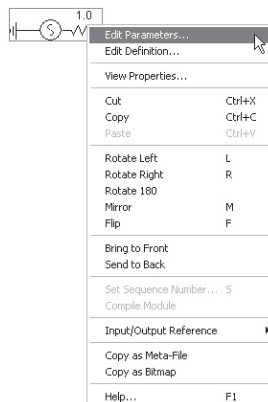 1.0
S
Edit Parameters...
Edit Definition...
View Properties...
Cut Ctrl+X
Copy Ctrl+C
Paste Ctrl+V
Rotate Left L
Rotate Right R
Rotate 180
Mirror M
Flip F
Bring to Front
Send to Back
Set Sequence Number... S
Compile Module
Input/Output Reference
Copy as Meta-File
Copy as Bitmap
Help... F1